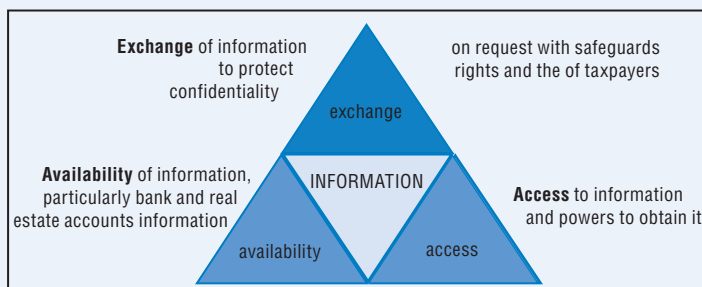 Exchange of information
to protect
confidentiality
on request with safeguards
rights and the of taxpayers
exchange
Availability of information,
particularly bank and real
estate accounts information
INFORMATION
Access to information
and powers to obtain it
availability
access